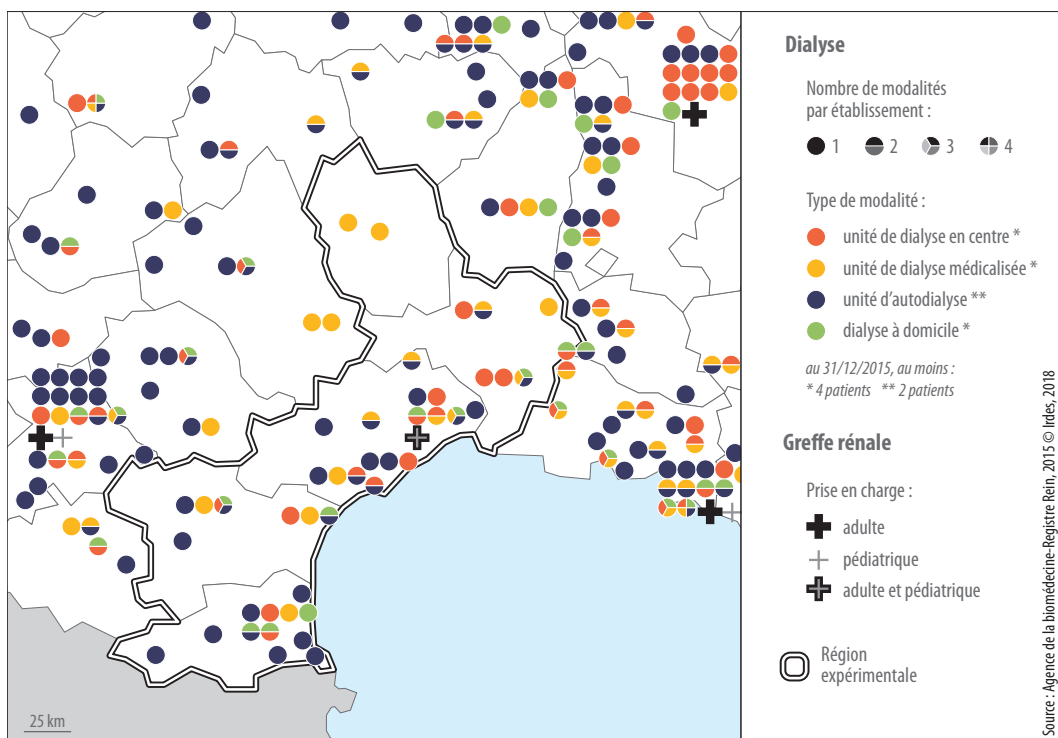 Dialyse
Nombre de modalités
par établissement :
1 2 3 4
Type de modalité :
unité de dialyse en centre *
unité de dialyse médicalisée *
unité d'autodialyse **
dialyse à domicile *
au 31/12/2015, au moins :
* 4 patients ** 2 patients
Greffe rénale
Prise en charge :
adulte
pédiatrique
adulte et pédiatrique
Région
expérimentale
25 km
Source : Agence de la biomédecine-Registre Rein, 2015 © Irdes, 2018